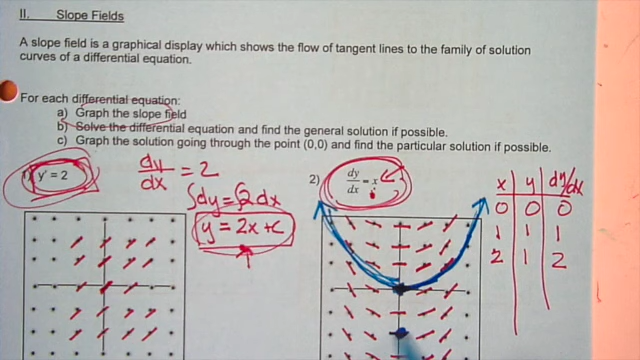 II. Slope Fields
A slope field is a graphical display which shows the flow of tangent lines to the family of solution
curves of a differential equation.
For each differential equation:
a) Graph the slope field
b) Solve the differential equation and find the general solution if possible.
c) Graph the solution going through the point (0,0) and find the particular solution if possible.
y' = 2
dy/dx = 2
∫dy = ∫2dx
y = 2x+c
2) dy/dx = x
x y dy/dx
0 0 0
1 1 1
2 1 2